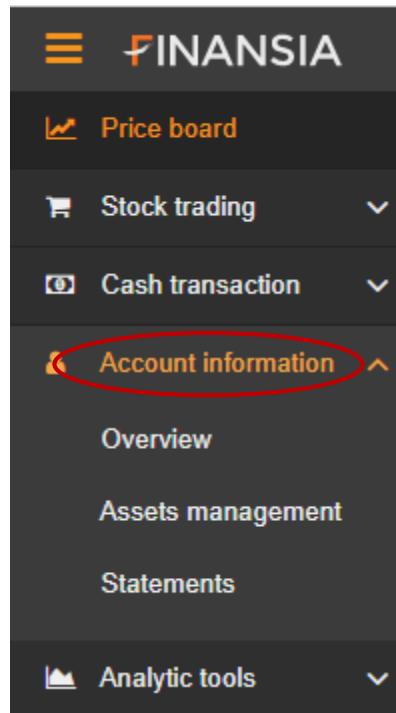 FINANSIA
Price board
Stock trading
Cash transaction
Account information
Overview
Assets management
Statements
Analytic tools